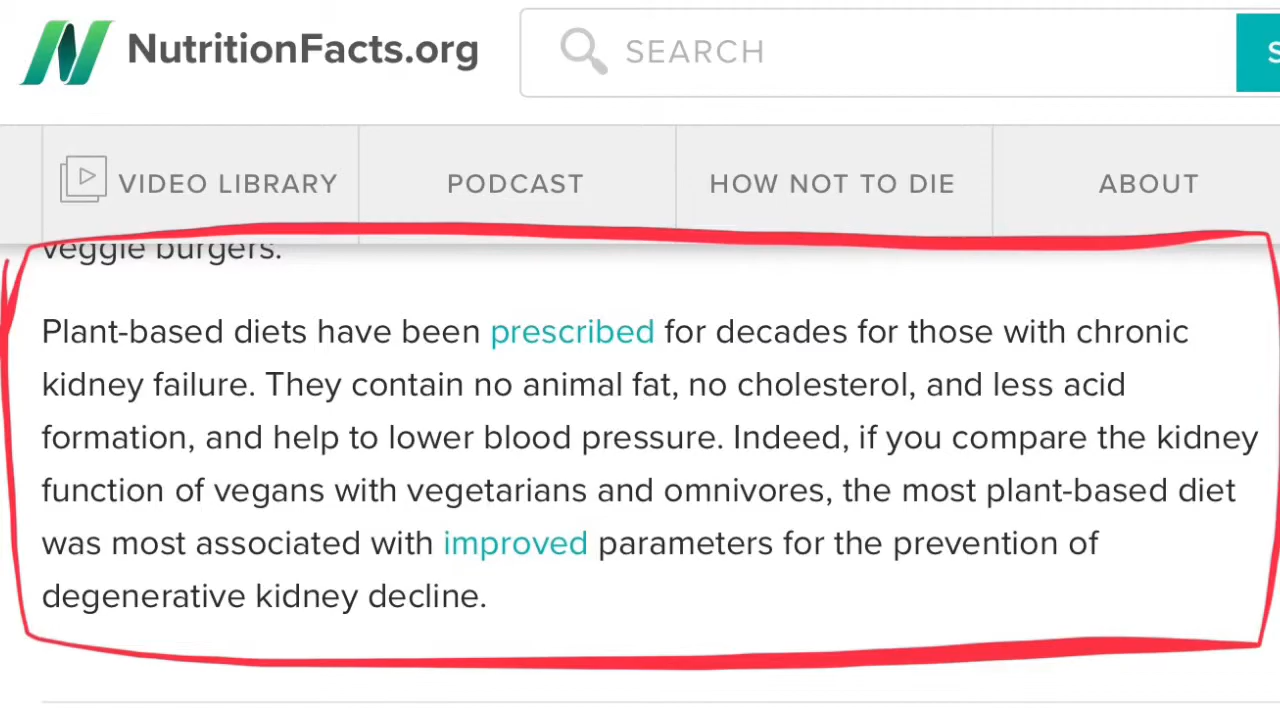 NutritionFacts.org
SEARCH
S
VIDEO LIBRARY
PODCAST
HOW NOT TO DIE
ABOUT
veggie burgers.
Plant-based diets have been prescribed for decades for those with chronic
kidney failure. They contain no animal fat, no cholesterol, and less acid
formation, and help to lower blood pressure. Indeed, if you compare the kidney
function of vegans with vegetarians and omnivores, the most plant-based diet
was most associated with improved parameters for the prevention of
degenerative kidney decline.